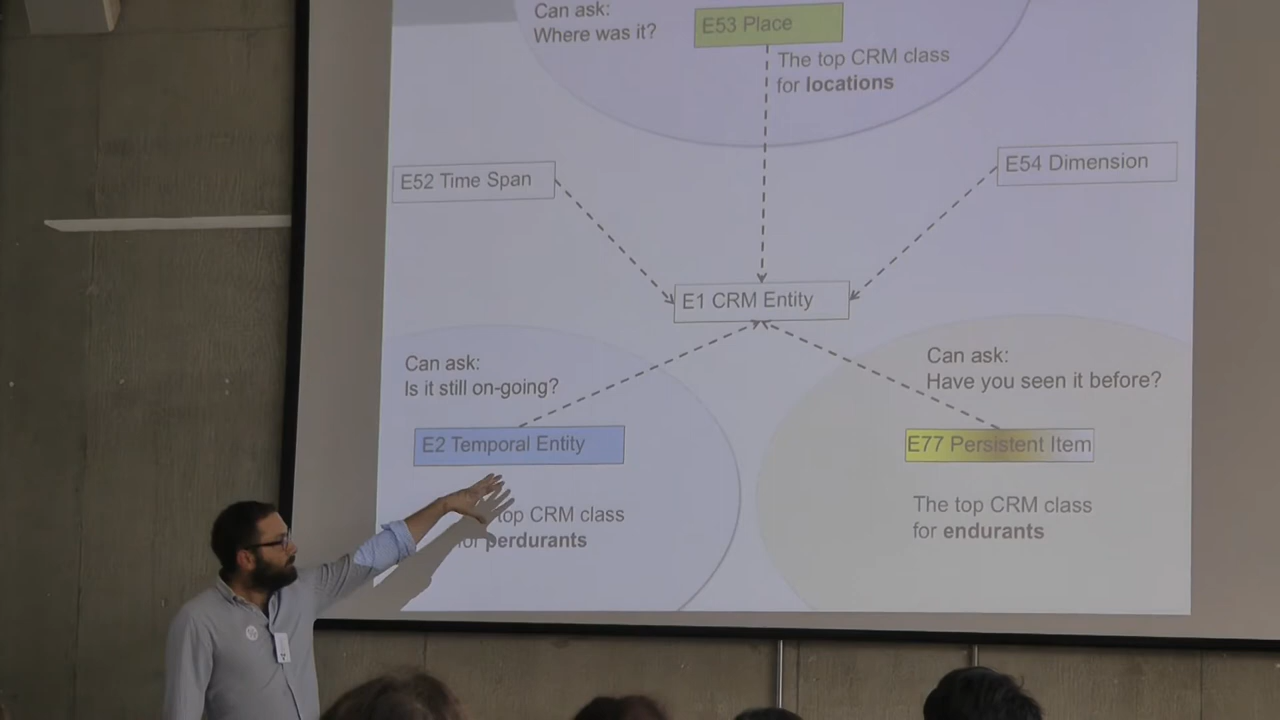 Can ask:
Where was it?
E53 Place
The top CRM class
for locations
E52 Time Span
E54 Dimension
E1 CRM Entity
Can ask:
Is it still on-going?
E2 Temporal Entity
top CRM class
for perdurants
Can ask:
Have you seen it before?
E77 Persistent Item
The top CRM class
for endurants